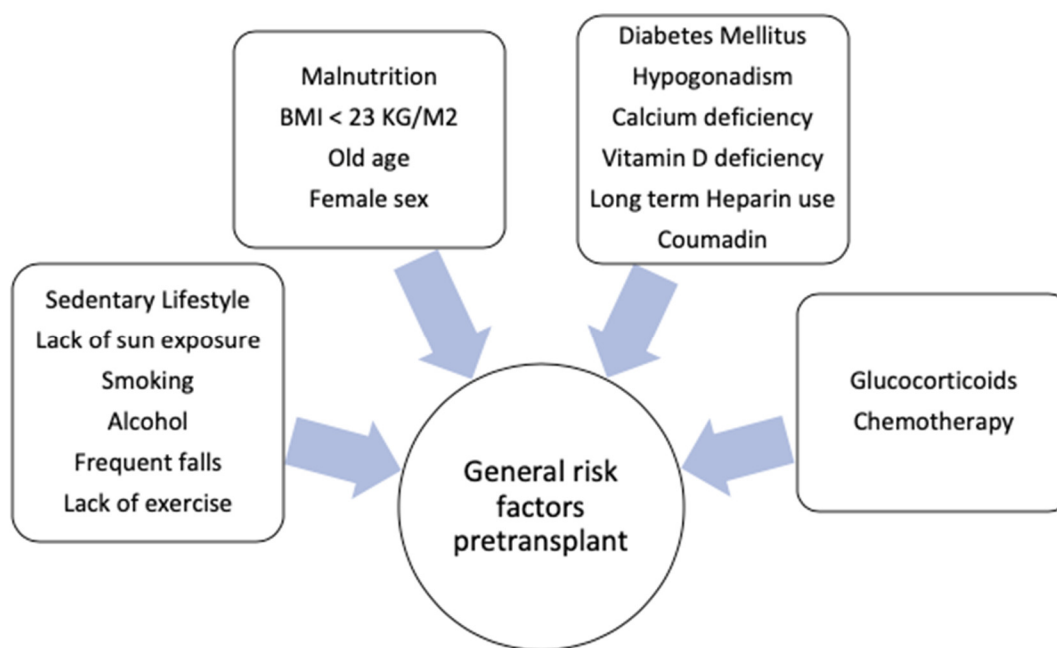 Sedentary Lifestyle
Lack of sun exposure
Smoking
Alcohol
Frequent falls
Lack of exercise
Malnutrition
BMI < 23 KG/M2
Old age
Female sex
Diabetes Mellitus
Hypogonadism
Calcium deficiency
Vitamin D deficiency
Long term Heparin use
Coumadin
Glucocorticoids
Chemotherapy
General risk
factors
pretransplant